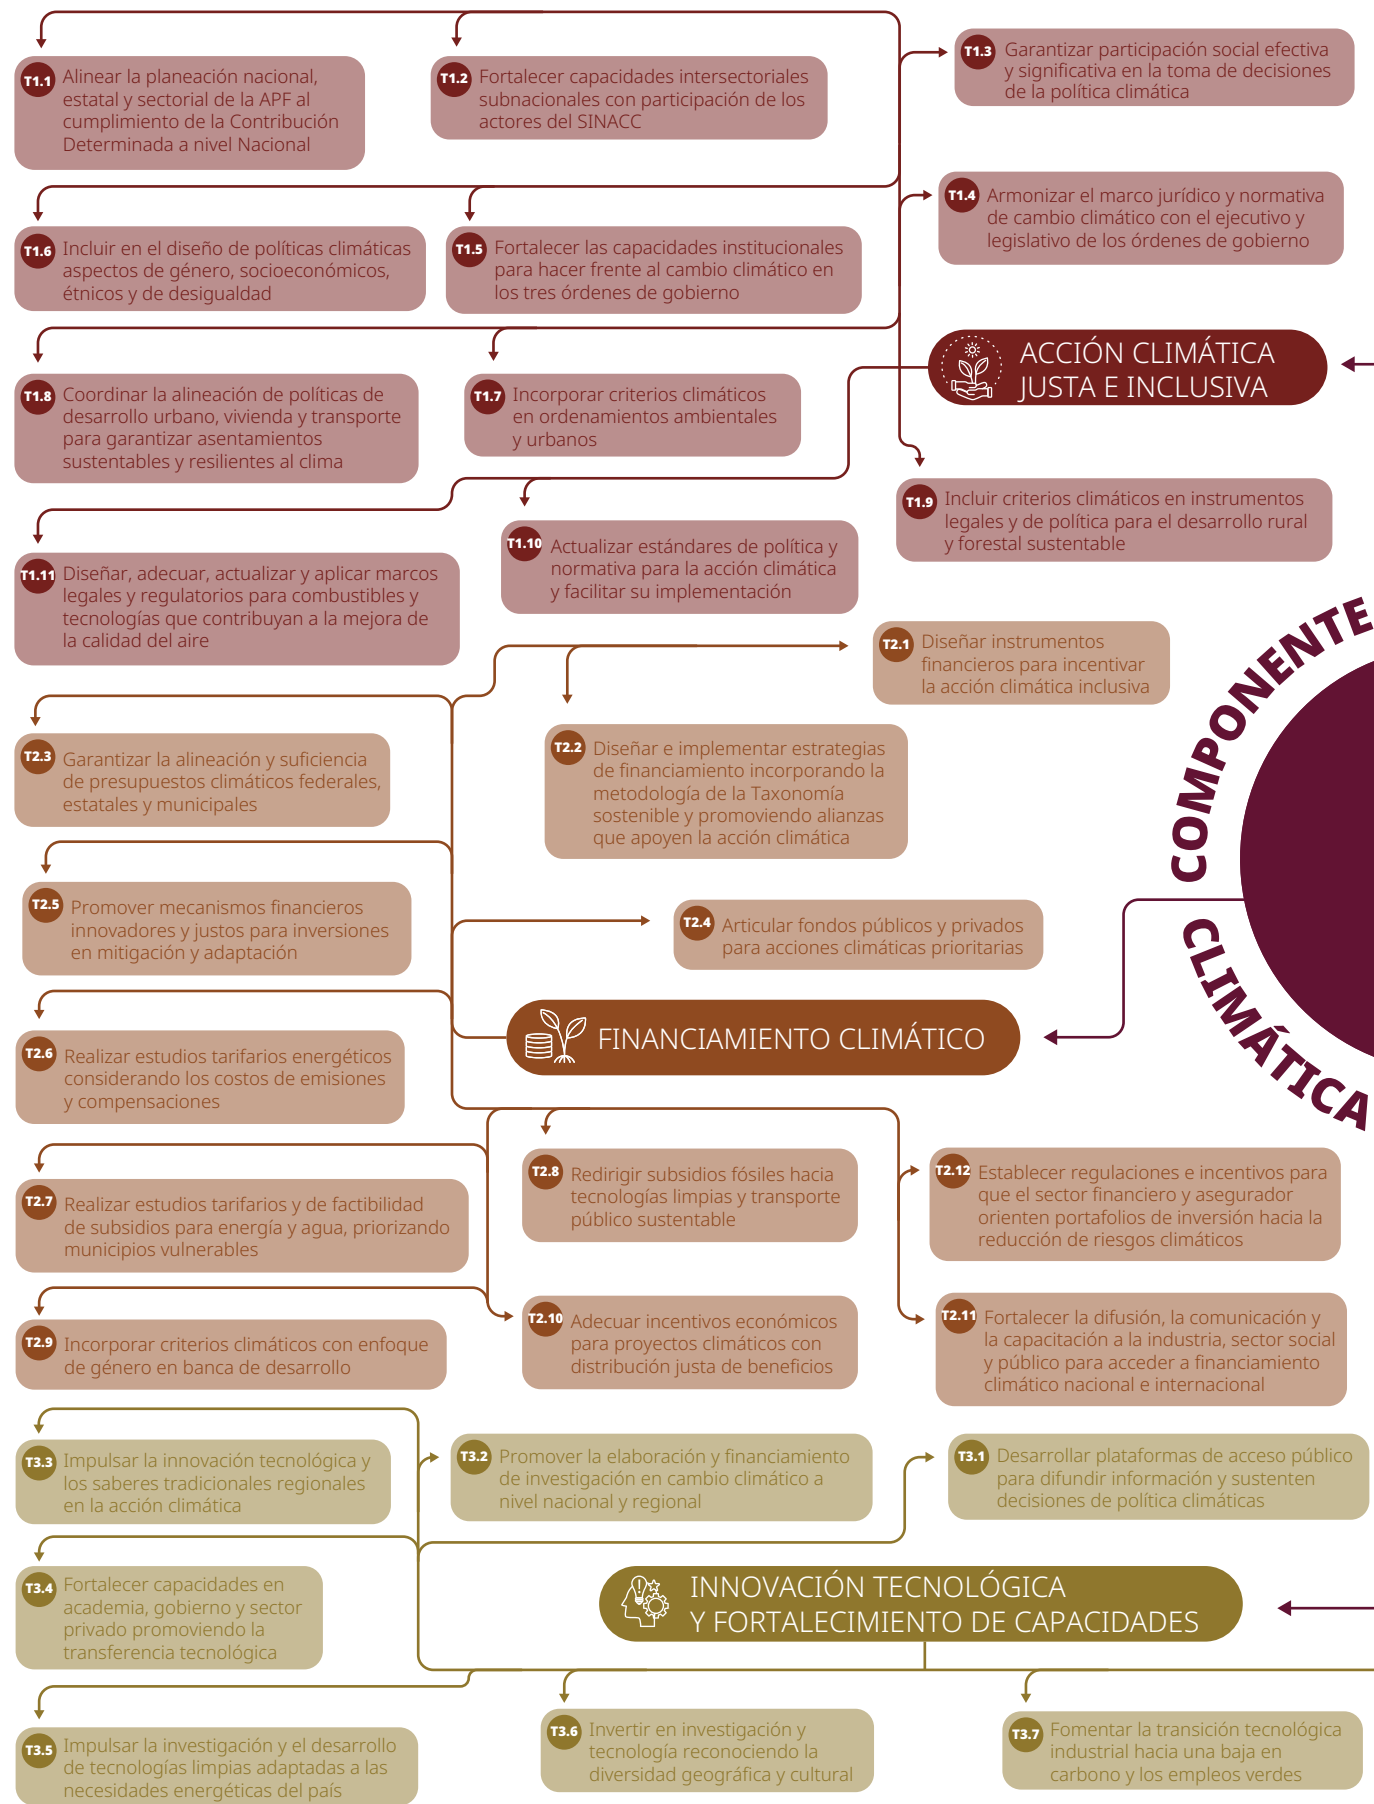 T1.1 Alinear la planeación nacional,
estatal y sectorial de la APF al
cumplimiento de la Contribución
Determinada a nivel Nacional
T1.2 Fortalecer capacidades intersectoriales
subnacionales con participación de los
actores del SINACC
T1.3 Garantizar participación social efectiva
y significativa en la toma de decisiones
de la política climática
T1.4 Armonizar el marco jurídico y normativa
de cambio climático con el ejecutivo y
legislativo de los órdenes de gobierno
T1.6 Incluir en el diseño de políticas climáticas
aspectos de género, socioeconómicos,
étnicos y de desigualdad
T1.5 Fortalecer las capacidades institucionales
para hacer frente al cambio climático en
los tres órdenes de gobierno
ACCIÓN CLIMÁTICA
JUSTA E INCLUSIVA
T1.8 Coordinar la alineación de políticas de
desarrollo urbano, vivienda y transporte
para garantizar asentamientos
sustentables y resilientes al clima
T1.7 Incorporar criterios climáticos
en ordenamientos ambientales
y urbanos
T1.9 Incluir criterios climáticos en instrumentos
legales y de política para el desarrollo rural
y forestal sustentable
T1.10 Actualizar estándares de política y
normativa para la acción climática
y facilitar su implementación
T1.11 Diseñar, adecuar, actualizar y aplicar marcos
legales y regulatorios para combustibles y
tecnologías que contribuyan a la mejora de
la calidad del aire
COMPONENTE
CLIMÁTICA
T2.1 Diseñar instrumentos
financieros para incentivar
la acción climática inclusiva
T2.3 Garantizar la alineación y suficiencia
de presupuestos climáticos federales,
estatales y municipales
T2.2 Diseñar e implementar estrategias
de financiamiento incorporando la
metodología de la Taxonomía
sostenible y promoviendo alianzas
que apoyen la acción climática
T2.5 Promover mecanismos financieros
innovadores y justos para inversiones
en mitigación y adaptación
T2.4 Articular fondos públicos y privados
para acciones climáticas prioritarias
FINANCIAMIENTO CLIMÁTICO
T2.6 Realizar estudios tarifarios energéticos
considerando los costos de emisiones
y compensaciones
T2.7 Realizar estudios tarifarios y de factibilidad
de subsidios para energía y agua, priorizando
municipios vulnerables
T2.8 Redirigir subsidios fósiles hacia
tecnologías limpias y transporte
público sustentable
T2.12 Establecer regulaciones e incentivos para
que el sector financiero y asegurador
orienten portafolios de inversión hacia la
reducción de riesgos climáticos
T2.9 Incorporar criterios climáticos con enfoque
de género en banca de desarrollo
T2.10 Adecuar incentivos económicos
para proyectos climáticos con
distribución justa de beneficios
T2.11 Fortalecer la difusión, la comunicación y
la capacitación a la industria, sector social
y público para acceder a financiamiento
climático nacional e internacional
T3.3 Impulsar la innovación tecnológica y
los saberes tradicionales regionales
en la acción climática
T3.2 Promover la elaboración y financiamiento
de investigación en cambio climático a
nivel nacional y regional
T3.1 Desarrollar plataformas de acceso público
para difundir información y sustenten
decisiones de política climáticas
T3.4 Fortalecer capacidades en
academia, gobierno y sector
privado promoviendo la
transferencia tecnológica
INNOVACIÓN TECNOLÓGICA
Y FORTALECIMIENTO DE CAPACIDADES
T3.5 Impulsar la investigación y el desarrollo
de tecnologías limpias adaptadas a las
necesidades energéticas del país
T3.6 Invertir en investigación y
tecnología reconociendo la
diversidad geográfica y cultural
T3.7 Fomentar la transición tecnológica
industrial hacia una baja en
carbono y los empleos verdes